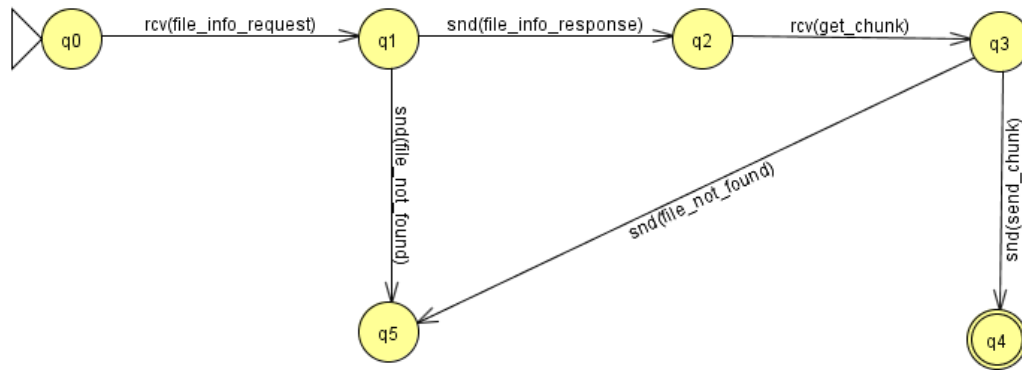 q0
rcv(file_info_request)
q1
snd(file_info_response)
q2
rcv(get_chunk)
q3
snd(file_not_found)
snd(file_not_found)
snd(send_chunk)
q5
q4